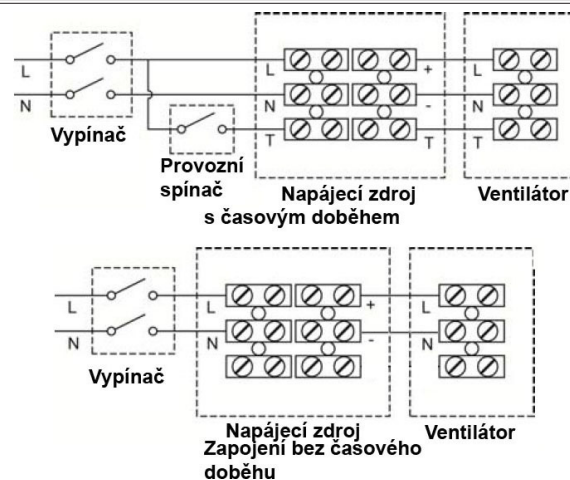 L
L
+
L
N
N
-
N
T
T
T
Vypínač
Provozní
spínač
Napájecí zdroj
s časovým doběhem
Ventilátor
L
L
+
L
N
N
-
N
Vypínač
Napájecí zdroj
Zapojení bez časového
doběhu
Ventilátor